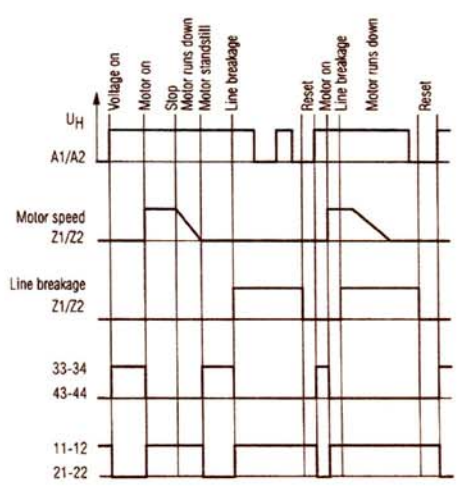 Voltage on
Motor on
Stop
Motor runs down
Motor standstill
Line breakage
Reset
Motor on
Line breakage
Motor runs down
Reset
UH
A1/A2
Motor speed
Z1/Z2
Line breakage
Z1/Z2
33-34
43-44
11-12
21-22